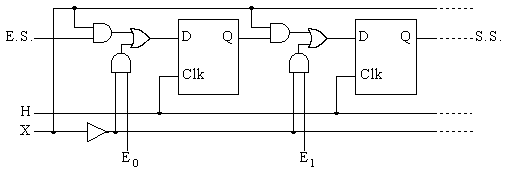 E.S. D Q D Q S.S.
Clk Clk
H
X
E0 E1